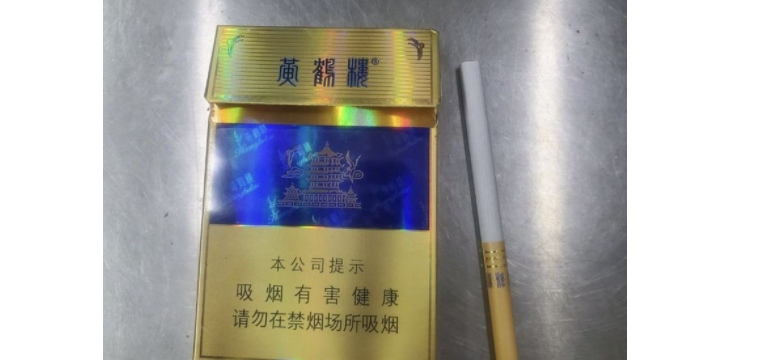 黄鹤楼®
本公司提示
吸烟有害健康
请勿在禁烟场所吸烟